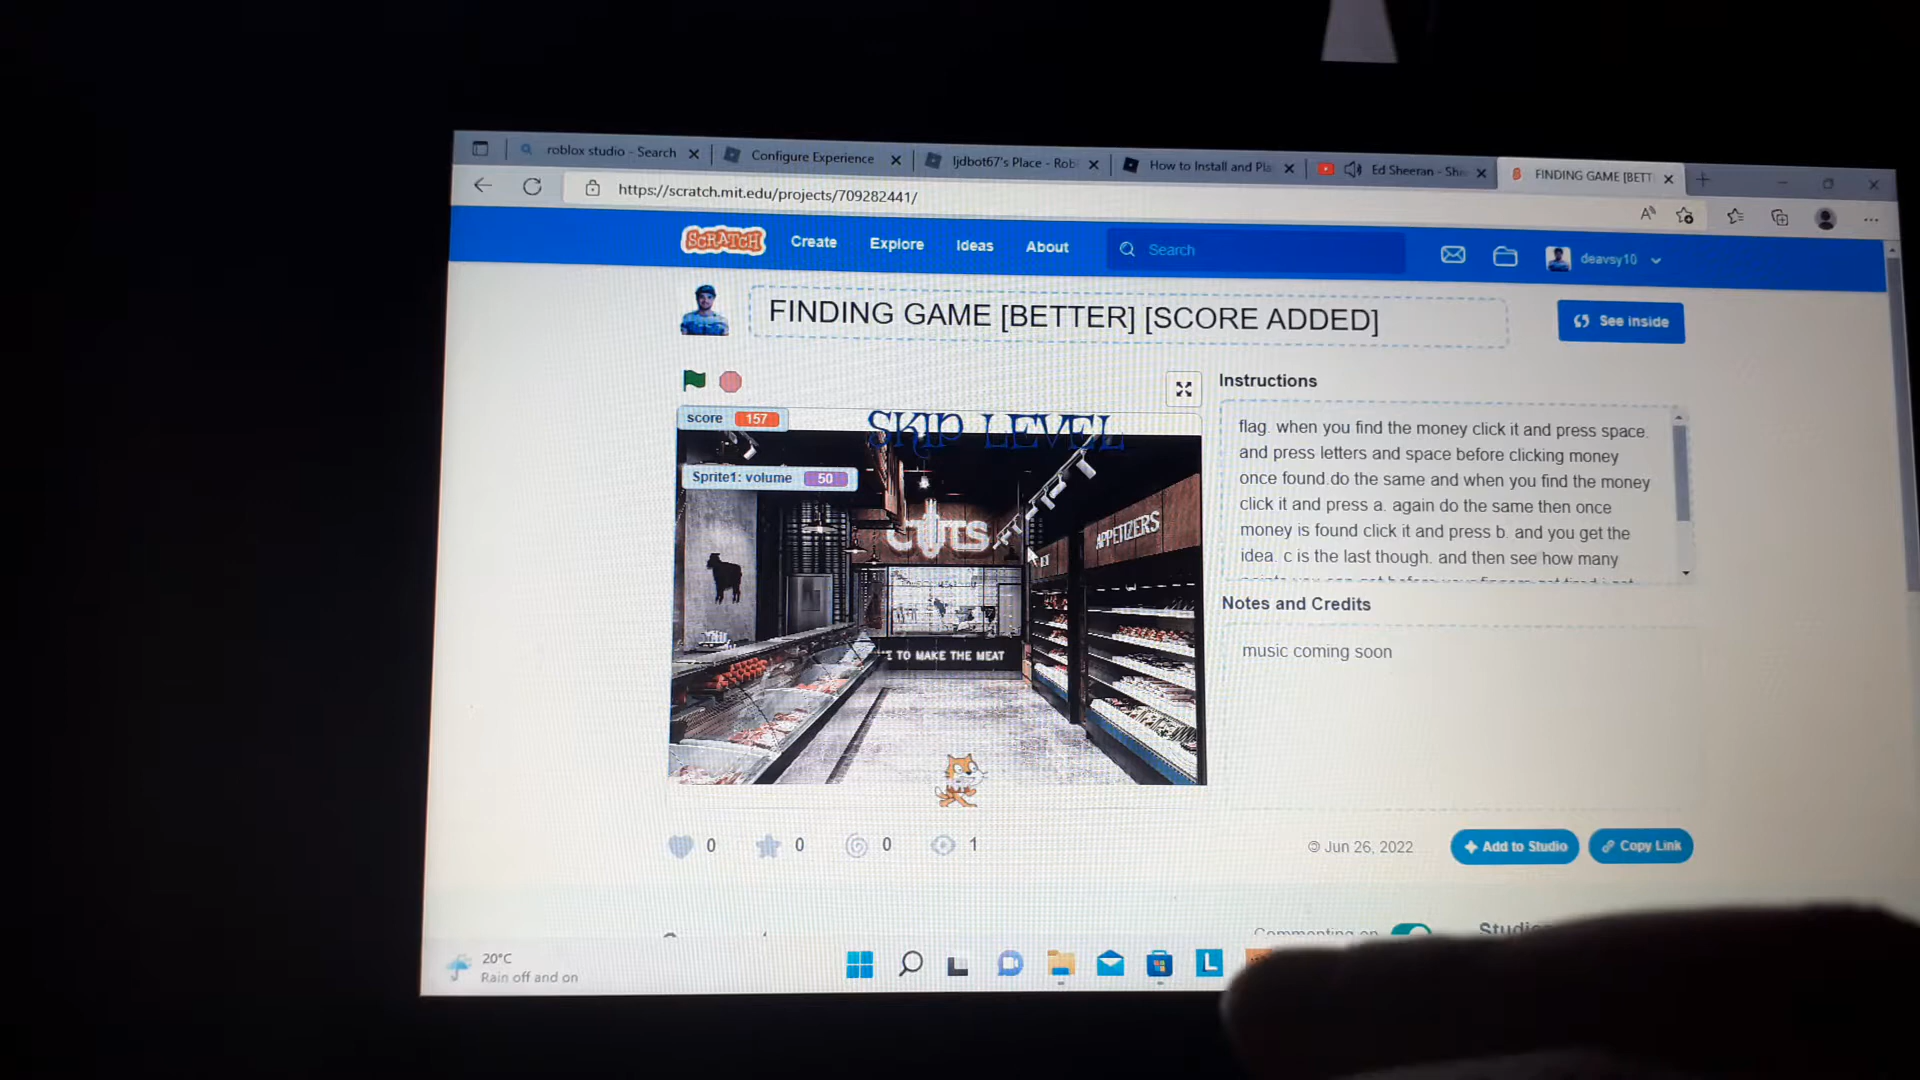 roblox studio - Search
Configure Experience
ljdbot67's Place - Rob
How to Install and Pla
Ed Sheeran - She
FINDING GAME [BETT
https://scratch.mit.edu/projects/709282441/
SCRATCH
Create
Explore
Ideas
About
Search
deavsy10
FINDING GAME [BETTER] [SCORE ADDED]
See inside
score 157
SKIP LEVEL
Sprite1: volume 50
CUTS
APPETIZERS
E TO MAKE THE MEAT
Instructions
flag. when you find the money click it and press space.
and press letters and space before clicking money
once found.do the same and when you find the money
click it and press a. again do the same then once
money is found click it and press b. and you get the
idea. c is the last though. and then see how many
Notes and Credits
music coming soon
0
0
0
1
© Jun 26, 2022
Add to Studio
Copy Link
Commenting on
Studio
20°C
Rain off and on
L